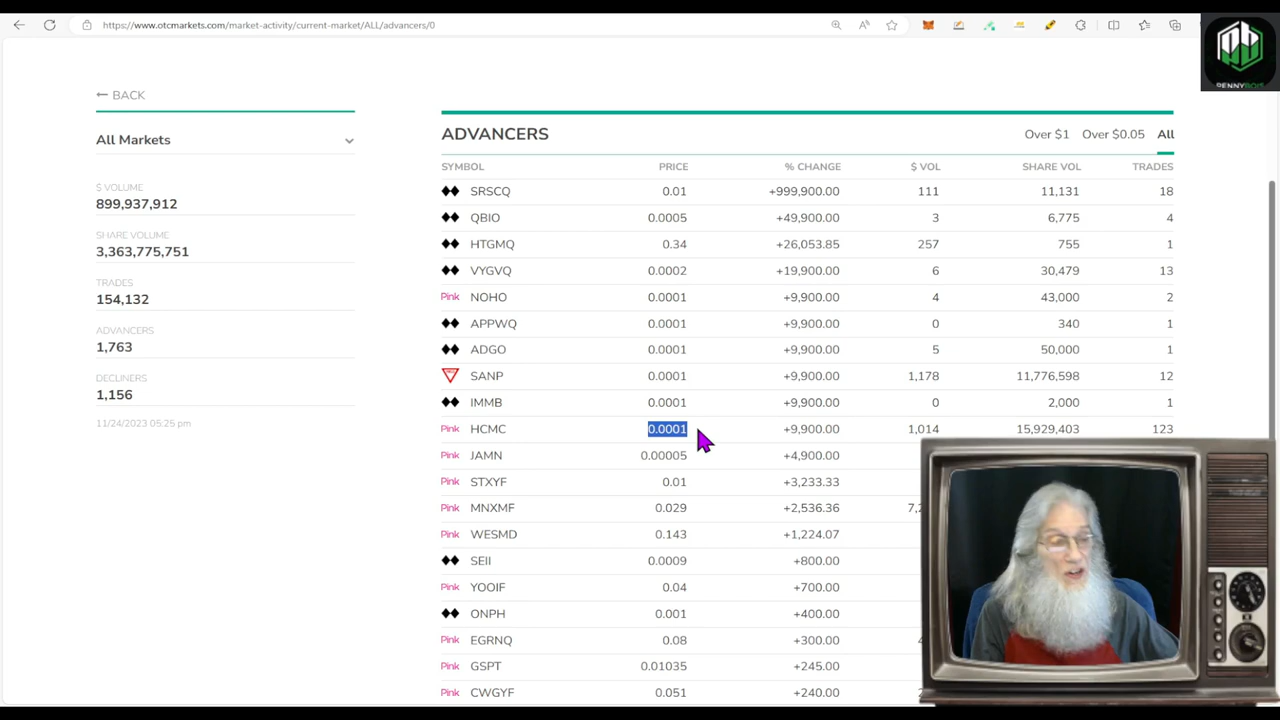 https://www.otcmarkets.com/market-activity/current-market/ALL/advancers/0
PENNYBOIS
BACK
All Markets
$ VOLUME
899,937,912
SHARE VOLUME
3,363,775,751
TRADES
154,132
ADVANCERS
1,763
DECLINERS
1,156
11/24/2023 05:25 pm
ADVANCERS Over $1 Over $0.05 All
SYMBOL PRICE % CHANGE $ VOL SHARE VOL TRADES
SRSCQ 0.01 +999,900.00 111 11,131 18
QBIO 0.0005 +49,900.00 3 6,775 4
HTGMQ 0.34 +26,053.85 257 755 1
VYGVQ 0.0002 +19,900.00 6 30,479 13
Pink NOHO 0.0001 +9,900.00 4 43,000 2
APPWQ 0.0001 +9,900.00 0 340 1
ADGO 0.0001 +9,900.00 5 50,000 1
SANP 0.0001 +9,900.00 1,178 11,776,598 12
IMMB 0.0001 +9,900.00 0 2,000 1
Pink HCMC 0.0001 +9,900.00 1,014 15,929,403 123
Pink JAMN 0.00005 +4,900.00
Pink STXYF 0.01 +3,233.33
Pink MNXMF 0.029 +2,536.36
Pink WESMD 0.143 +1,224.07
SEII 0.0009 +800.00
Pink YOOIF 0.04 +700.00
ONPH 0.001 +400.00
Pink EGRNQ 0.08 +300.00
Pink GSPT 0.01035 +245.00
Pink CWGYF 0.051 +240.00